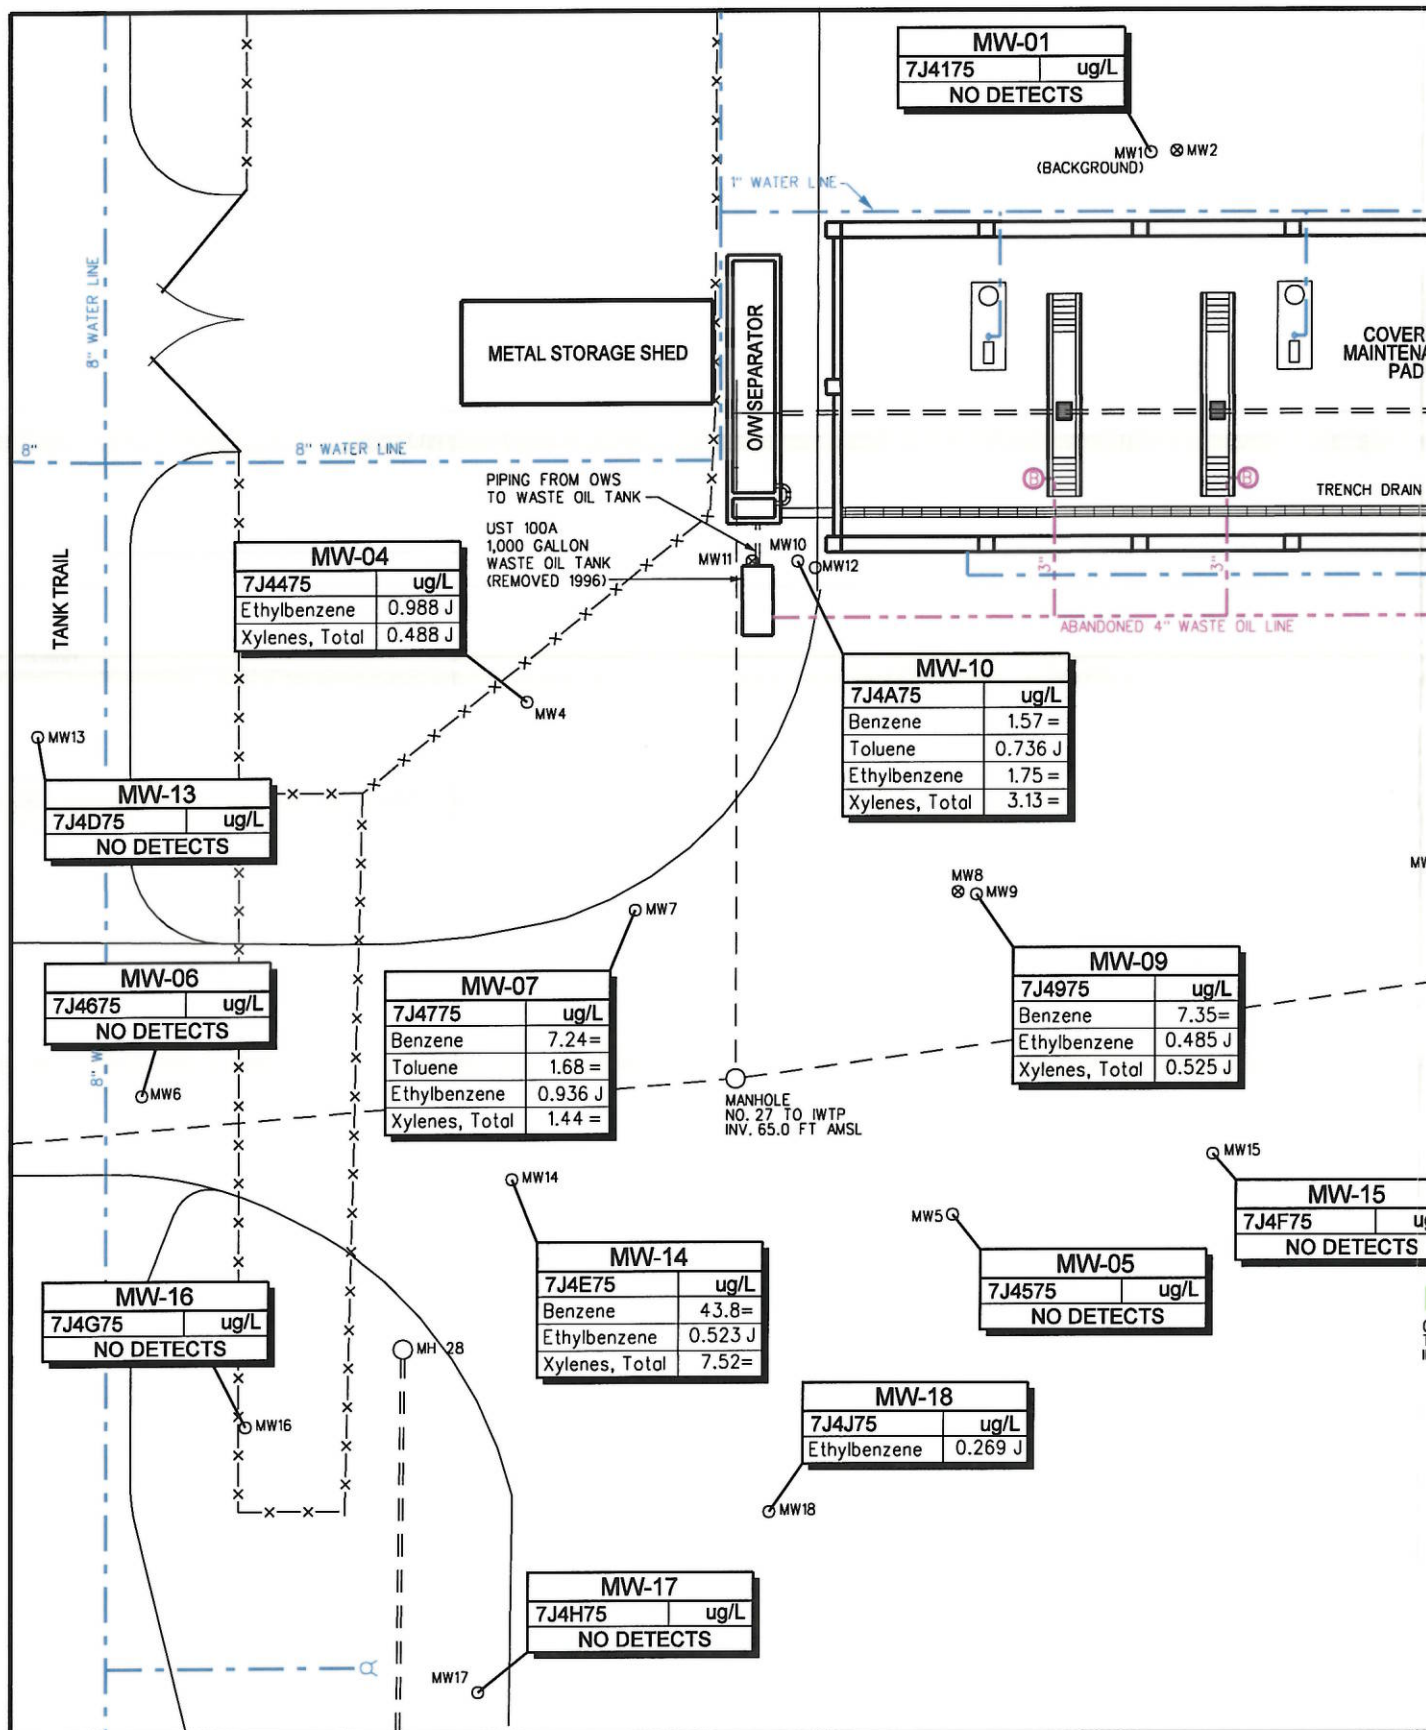 MW-01
7J4175 ug/L
NO DETECTS
MW1
(BACKGROUND)
MW2
1" WATER LINE
8" WATER LINE
METAL STORAGE SHED
O/W SEPARATOR
COVER
MAINTENA
PAD
8"
8" WATER LINE
PIPING FROM OWS
TO WASTE OIL TANK
B
B
TRENCH DRAIN
UST 100A
1,000 GALLON
WASTE OIL TANK
(REMOVED 1996)
MW11
MW10
MW12
3"
3"
ABANDONED 4" WASTE OIL LINE
TANK TRAIL
MW-04
7J4475 ug/L
Ethylbenzene 0.988 J
Xylenes, Total 0.488 J
MW4
MW-10
7J4A75 ug/L
Benzene 1.57 =
Toluene 0.736 J
Ethylbenzene 1.75 =
Xylenes, Total 3.13 =
MW13
MW-13
7J4D75 ug/L
NO DETECTS
MW8
MW9
MW7
MW-06
7J4675 ug/L
NO DETECTS
8" W
MW6
MW-07
7J4775 ug/L
Benzene 7.24=
Toluene 1.68 =
Ethylbenzene 0.936 J
Xylenes, Total 1.44 =
MW-09
7J4975 ug/L
Benzene 7.35=
Ethylbenzene 0.485 J
Xylenes, Total 0.525 J
MANHOLE
NO. 27 TO IWTP
INV. 65.0 FT AMSL
MW14
MW15
MW-15
7J4F75
NO DETECTS
MW5
MW-14
7J4E75 ug/L
Benzene 43.8=
Ethylbenzene 0.523 J
Xylenes, Total 7.52=
MW-05
7J4575 ug/L
NO DETECTS
MW-16
7J4G75 ug/L
NO DETECTS
MH 28
MW16
MW-18
7J4J75 ug/L
Ethylbenzene 0.269 J
MW18
MW-17
7J4H75 ug/L
NO DETECTS
MW17